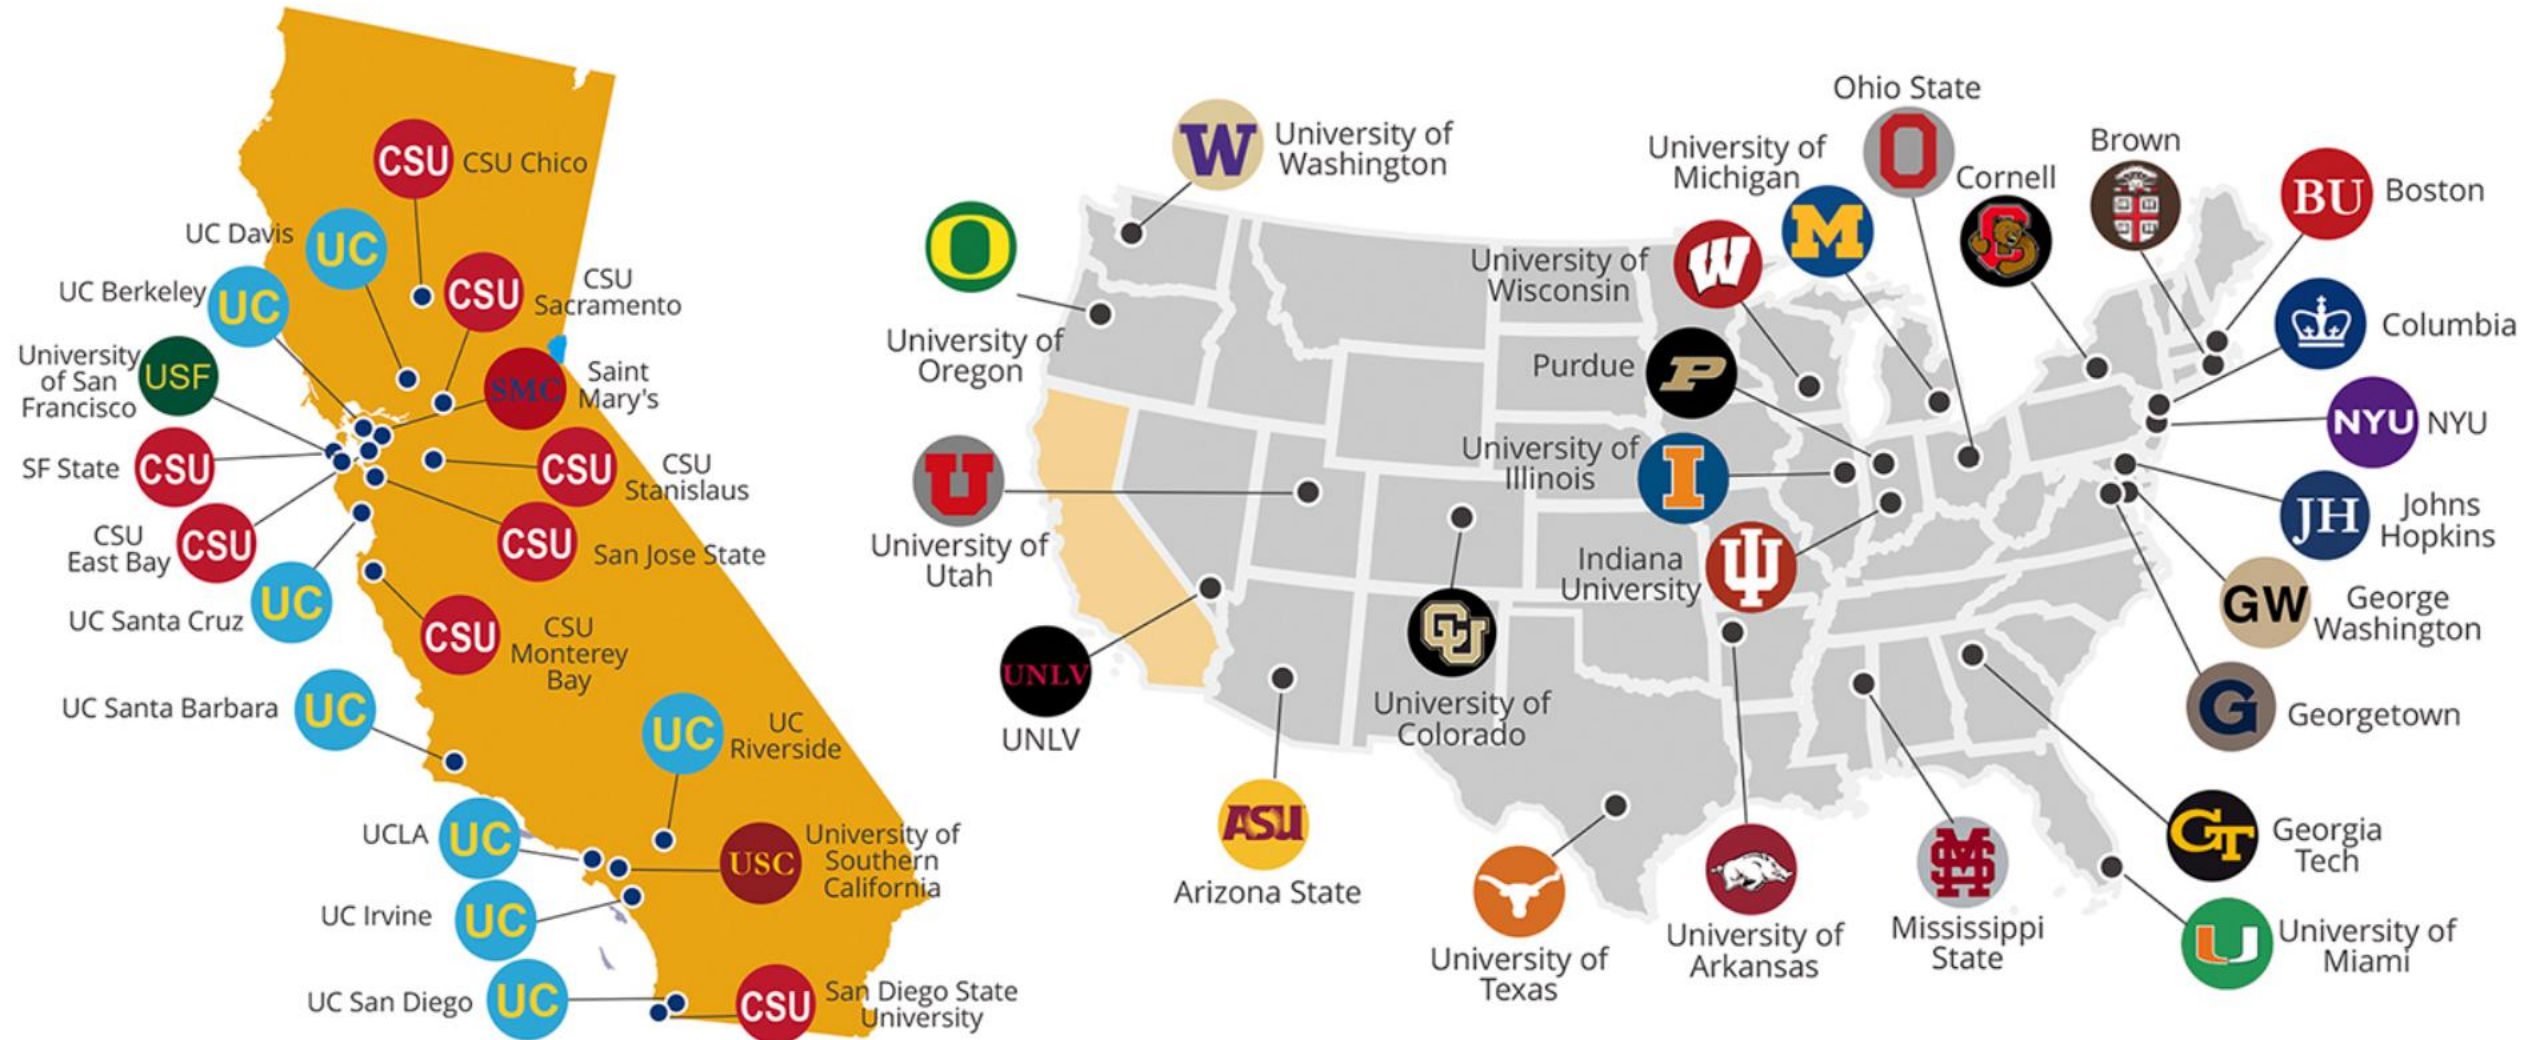 CSU
CSU Chico
UC Davis
UC
UC Berkeley
UC
CSU
CSU
Sacramento
University
of San
Francisco
USF
SMC
Saint
Mary's
SF State
CSU
CSU
CSU
Stanislaus
CSU
East Bay
CSU
CSU
San Jose State
UC Santa Cruz
UC
CSU
CSU
Monterey
Bay
UC Santa Barbara
UC
UC
UC
Riverside
UCLA
UC
USC
University of
Southern
California
UC Irvine
UC
UC San Diego
UC
CSU
San Diego State
University
W
University of
Washington
O
University of
Oregon
U
University of
Utah
UNLV
UNLV
ASU
Arizona State
CU
University of
Colorado
University of
Texas
University of
Arkansas
MSS
Mississippi
State
University of
Wisconsin
W
University of
Michigan
M
Ohio State
O
Cornell
C
Brown
BU
Boston
Columbia
Purdue
P
NYU
NYU
University of
Illinois
I
JH
Johns
Hopkins
Indiana
University
IU
GW
George
Washington
G
Georgetown
GT
Georgia
Tech
U
University of
Miami